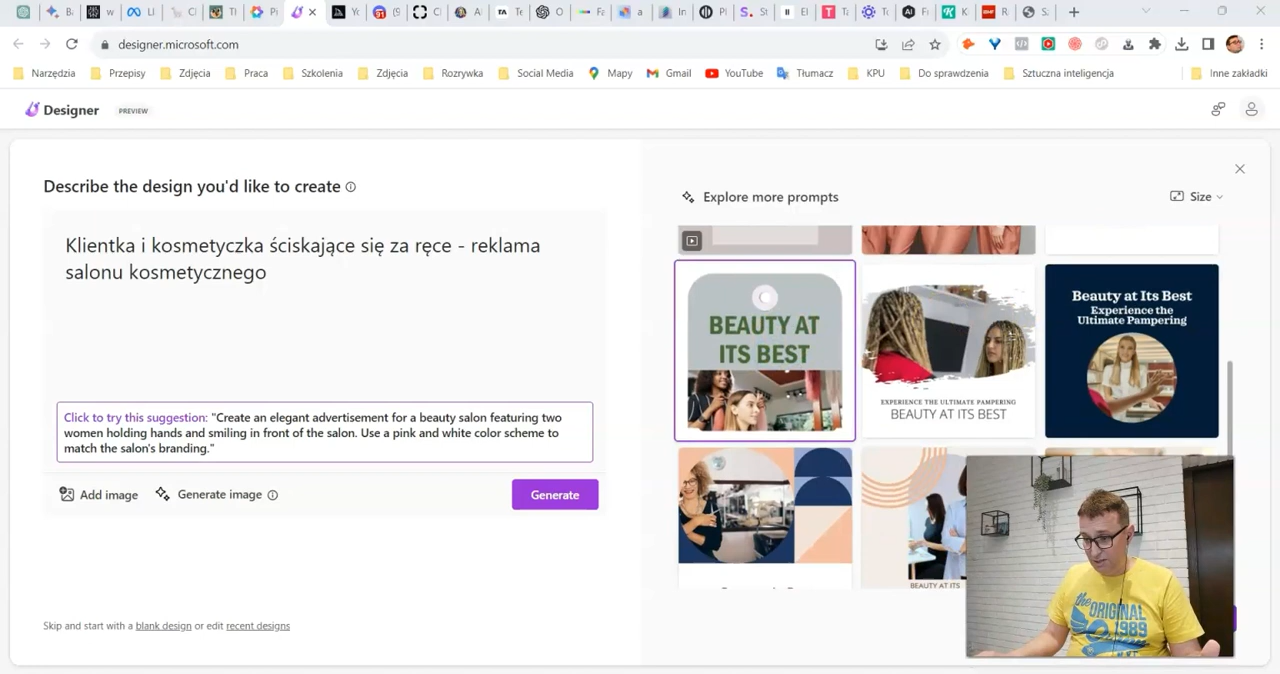 designer.microsoft.com
Narzędzia
Przepisy
Zdjęcia
Praca
Szkolenia
Zdjęcia
Rozrywka
Social Media
Mapy
Gmail
YouTube
Tłumacz
KPU
Do sprawdzenia
Sztuczna inteligencja
Inne zakładki
Designer
PREVIEW
Describe the design you'd like to create
Klientka i kosmetyczka ściskające się za ręce - reklama
salonu kosmetycznego
Click to try this suggestion: "Create an elegant advertisement for a beauty salon featuring two
women holding hands and smiling in front of the salon. Use a pink and white color scheme to
match the salon's branding."
Add image
Generate image
Generate
Skip and start with a blank design or edit recent designs
Explore more prompts
Size
BEAUTY AT
ITS BEST
EXPERIENCE THE ULTIMATE PAMPERING
BEAUTY AT ITS BEST
Beauty at Its Best
Experience the
Ultimate Pampering
BEAUTY AT ITS BEST
the
ORIGINAL
1989